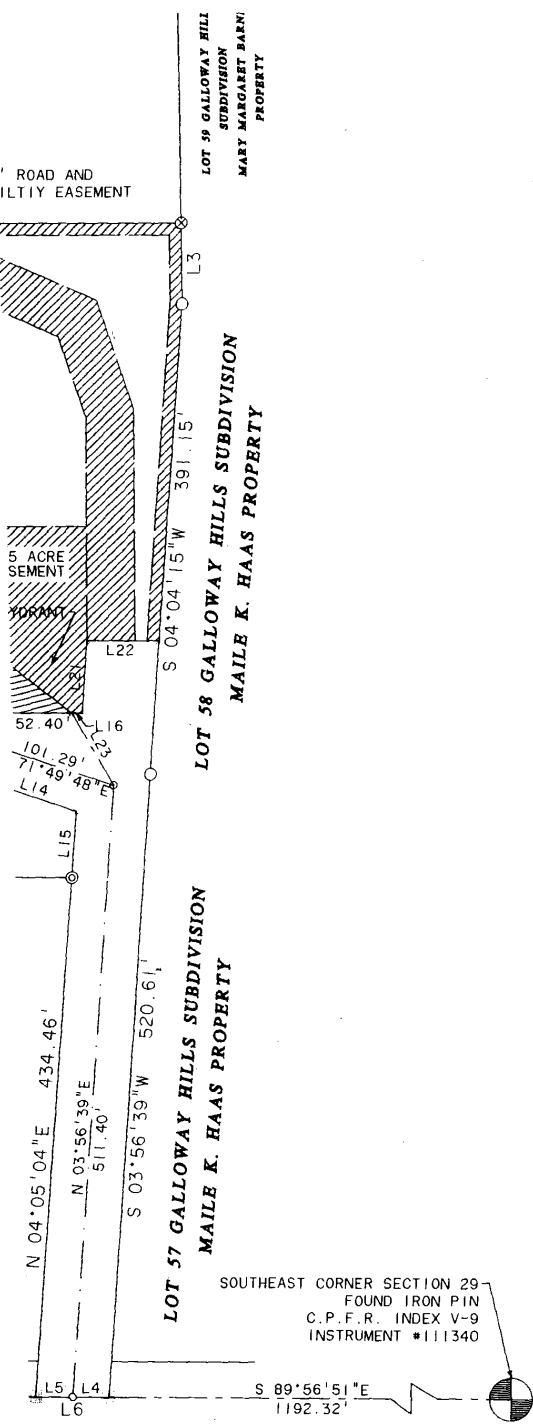 LOT 59 GALLOWAY HILL
SUBDIVISION
MARY MARGARET BARN
PROPERTY
' ROAD AND
ILTIY EASEMENT
L3
391.15'
S 04°04'15"W
LOT 58 GALLOWAY HILLS SUBDIVISION
MAILE K. HAAS PROPERTY
5 ACRE
SEMENT
YDRANT
L22
L21
52.40'
L16
L23
101.29'
71°49'48"E
L14
L15
N 04°05'04"E 434.46'
N 03°56'39"E
511.40'
S 03°56'39"W 520.61'
LOT 57 GALLOWAY HILLS SUBDIVISION
MAILE K. HAAS PROPERTY
SOUTHEAST CORNER SECTION 29
FOUND IRON PIN
C.P.F.R. INDEX V-9
INSTRUMENT #111340
L5 L4
L6
S 89°56'51"E
1192.32'